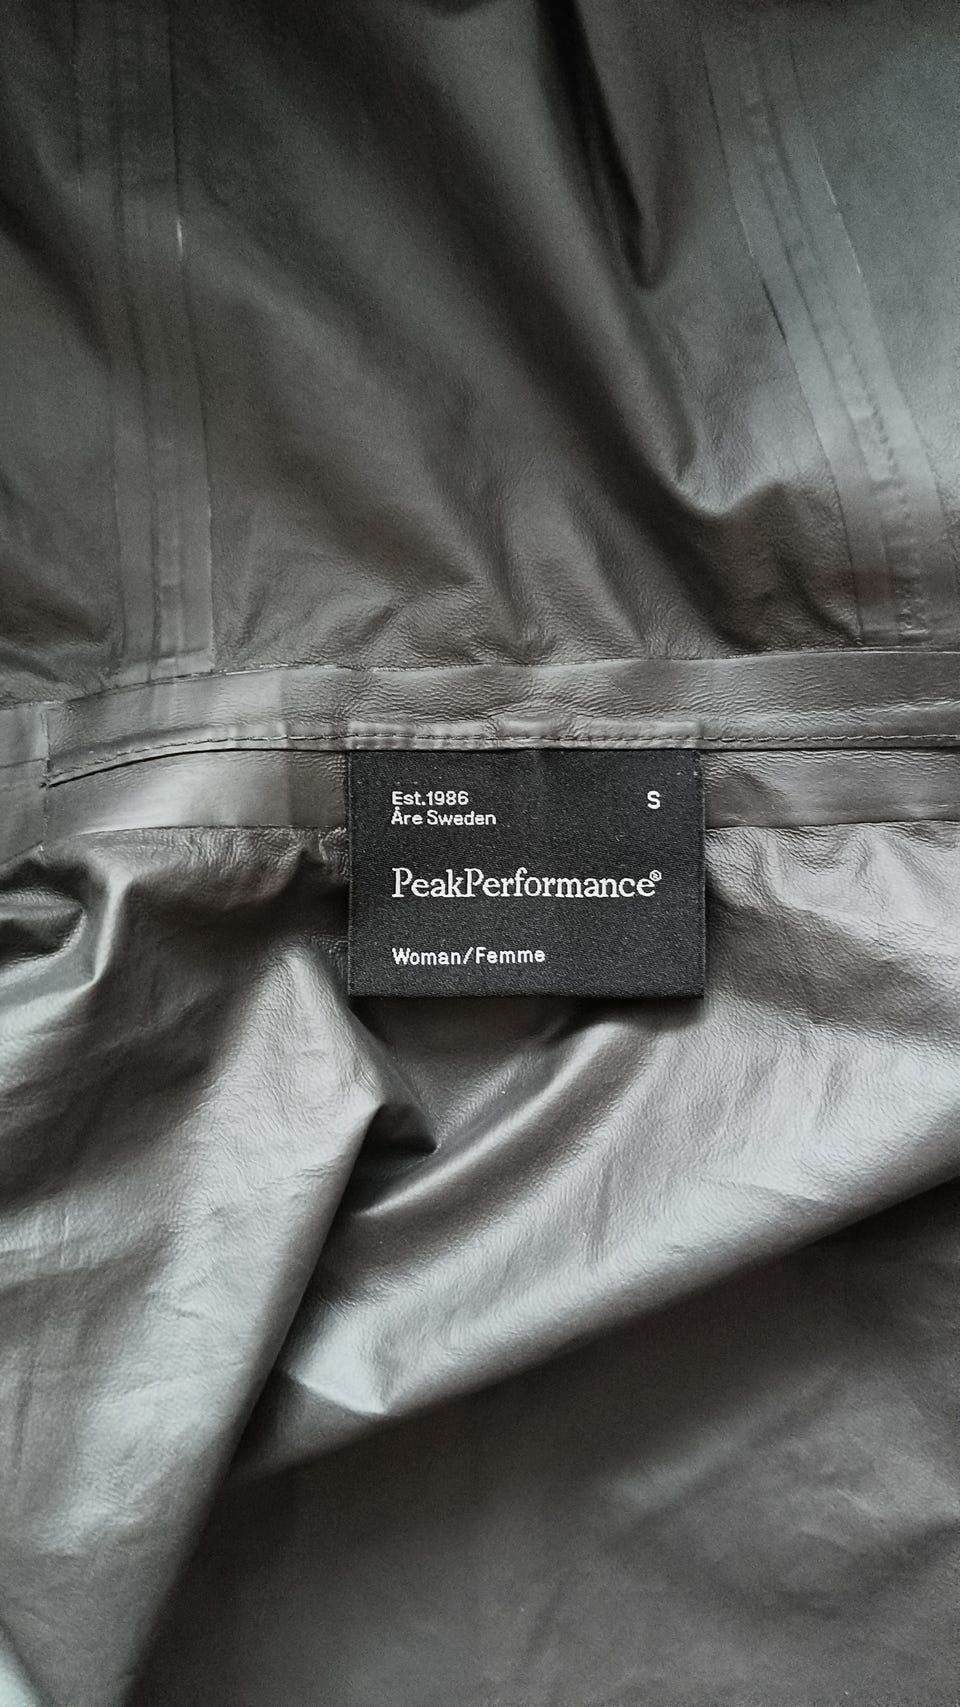 Est.1986 S
Åre Sweden
PeakPerformance®
Woman/Femme